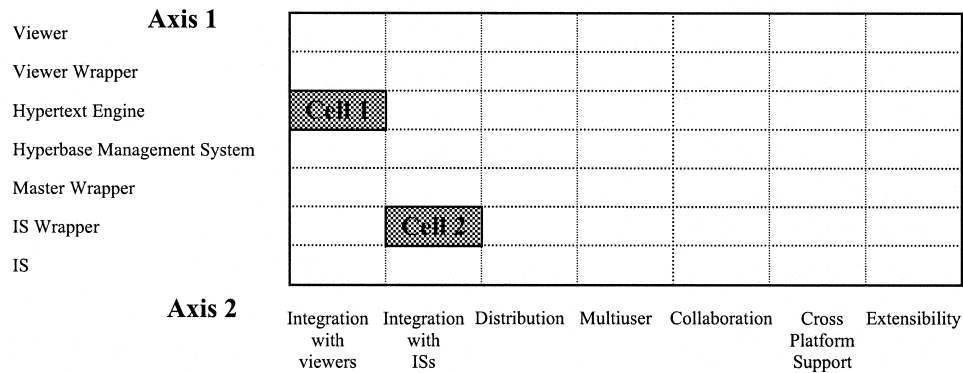 Axis 1
Viewer
Viewer Wrapper
Hypertext Engine
Cell 1
Hyperbase Management System
Master Wrapper
IS Wrapper
Cell 2
IS
Axis 2
Integration with viewers
Integration with ISs
Distribution
Multiuser
Collaboration
Cross Platform Support
Extensibility